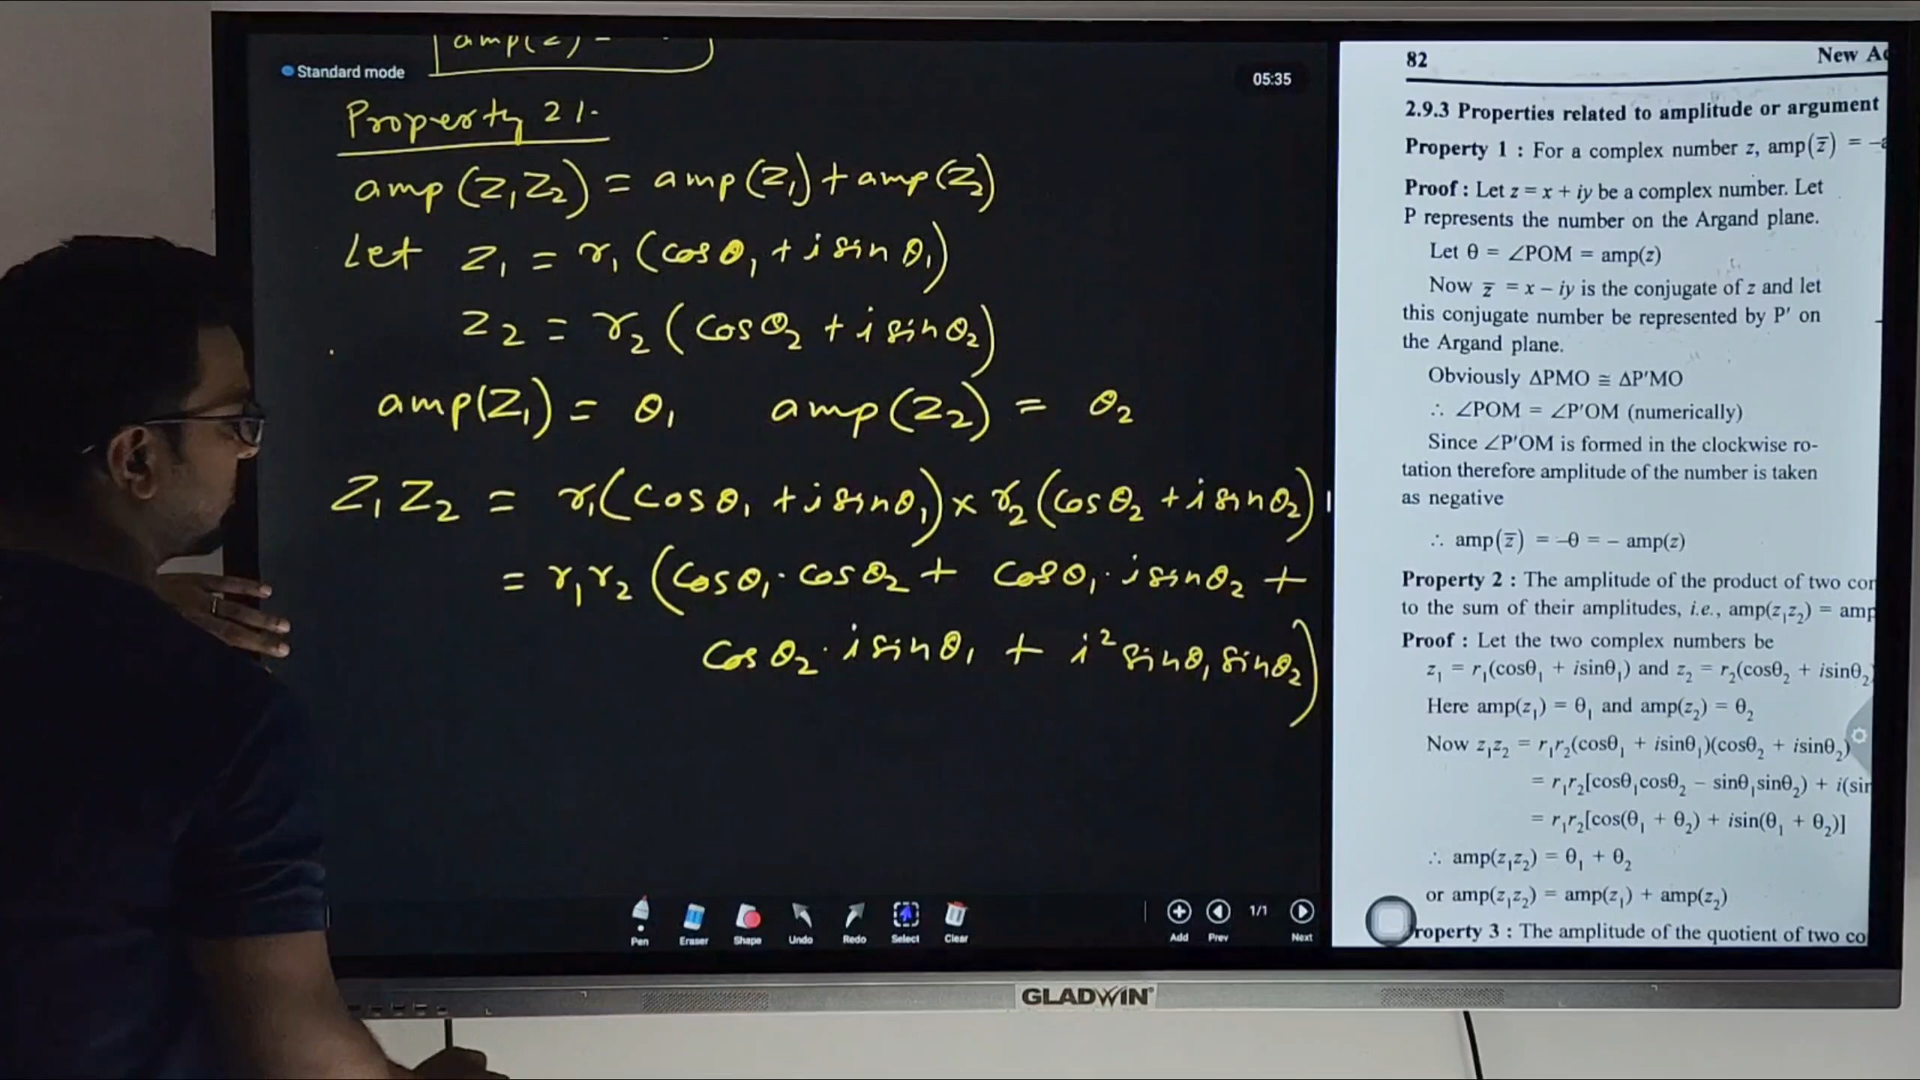 amp(z) =
Standard mode
05:35
Property 21.
amp (z₁z₂) = amp(z₁) + amp(z₂)
Let z₁ = r₁ (cosθ₁ + i sin θ₁)
z₂ = r₂ (cosθ₂ + i sinθ₂)
amp(z₁) = θ₁ amp(z₂) = θ₂
z₁ z₂ = r₁(cosθ₁ + i sinθ₁) × r₂ (cosθ₂ + i sinθ₂)
= r₁r₂ (cosθ₁·cosθ₂ + cosθ₁·i sinθ₂ +
cosθ₂·i sinθ₁ + i² sinθ₁ sinθ₂)
Pen Eraser Shape Undo Redo Select Clear
Add Prev 1/1 Next
82 New
2.9.3 Properties related to amplitude or argument
Property 1 : For a complex number z, amp(z̅) = –
Proof : Let z = x + iy be a complex number. Let
P represents the number on the Argand plane.
Let θ = ∠POM = amp(z)
Now z̅ = x – iy is the conjugate of z and let
this conjugate number be represented by P′ on
the Argand plane.
Obviously ΔPMO ≅ ΔP′MO
∴ ∠POM = ∠P′OM (numerically)
Since ∠P′OM is formed in the clockwise ro-
tation therefore amplitude of the number is taken
as negative
∴ amp(z̅) = –θ = – amp(z)
Property 2 : The amplitude of the product of two
to the sum of their amplitudes, i.e., amp(z₁z₂) = amp
Proof : Let the two complex numbers be
z₁ = r₁(cosθ₁ + isinθ₁) and z₂ = r₂(cosθ₂ + isinθ₂
Here amp(z₁) = θ₁ and amp(z₂) = θ₂
Now z₁z₂ = r₁r₂(cosθ₁ + isinθ₁)(cosθ₂ + isinθ₂)
= r₁r₂[cosθ₁cosθ₂ – sinθ₁sinθ₂) + i(sin
= r₁r₂[cos(θ₁ + θ₂) + isin(θ₁ + θ₂)]
∴ amp(z₁z₂) = θ₁ + θ₂
or amp(z₁z₂) = amp(z₁) + amp(z₂)
roperty 3 : The amplitude of the quotient of two
GLADWIN